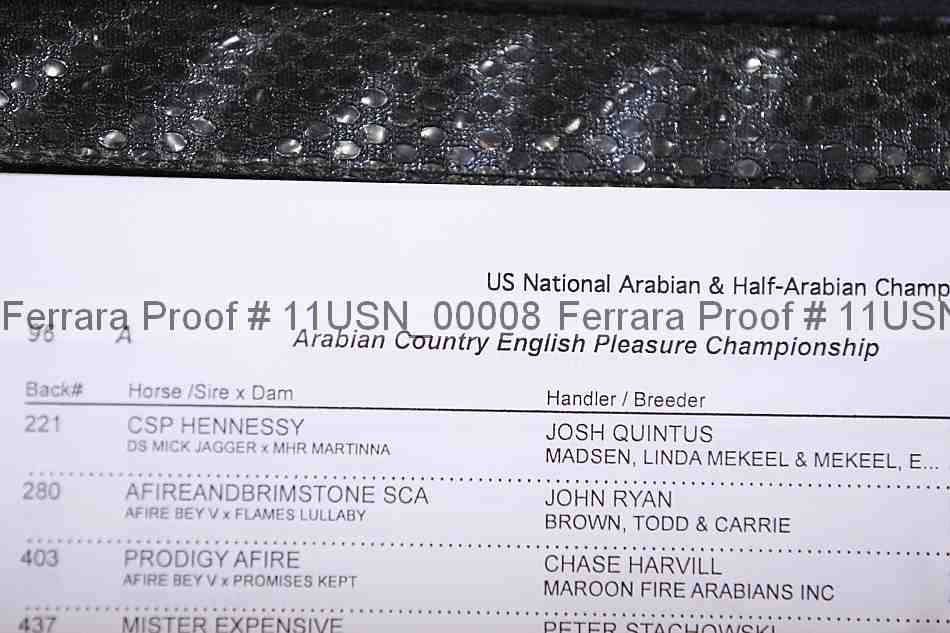 US National Arabian & Half-Arabian Champ
Ferrara Proof # 11USN_00008 Ferrara Proof # 11USN
96 A Arabian Country English Pleasure Championship
Back# Horse /Sire x Dam Handler / Breeder
221 CSP HENNESSY JOSH QUINTUS
DS MICK JAGGER x MHR MARTINNA MADSEN, LINDA MEKEEL & MEKEEL, E...
280 AFIREANDBRIMSTONE SCA JOHN RYAN
AFIRE BEY V x FLAMES LULLABY BROWN, TODD & CARRIE
403 PRODIGY AFIRE CHASE HARVILL
AFIRE BEY V x PROMISES KEPT MAROON FIRE ARABIANS INC
437 MISTER EXPENSIVE PETER STACHOWSKI